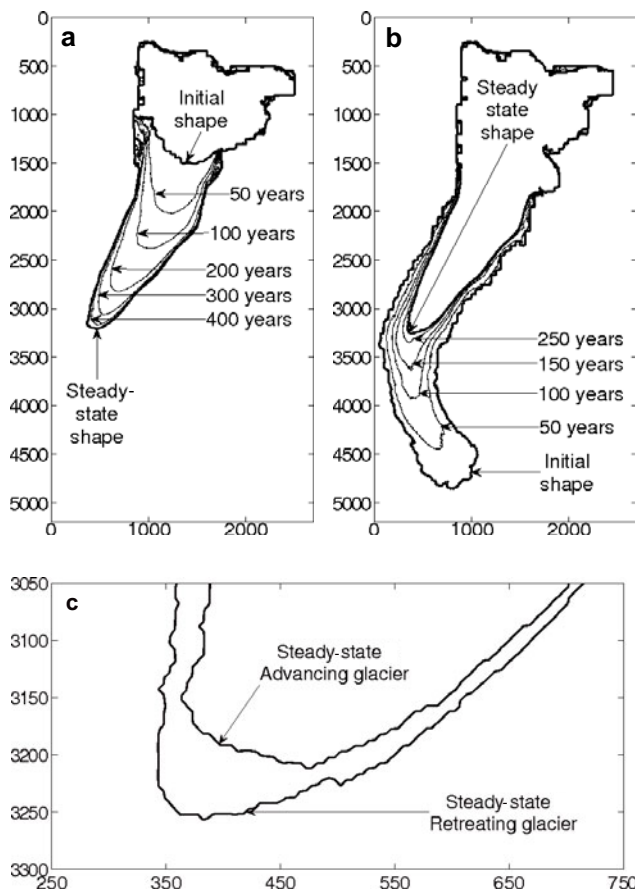 a
0
500
1000
1500
2000
2500
3000
3500
4000
4500
5000
0
1000
2000
Initial
shape
50 years
100 years
200 years
300 years
400 years
Steady-
state
shape
b
0
500
1000
1500
2000
2500
3000
3500
4000
4500
5000
0
1000
2000
Steady
state
shape
250 years
150 years
100 years
50 years
Initial
shape
c
3050
3100
3150
3200
3250
3300
250
350
450
550
650
750
Steady-state
Advancing glacier
Steady-state
Retreating glacier